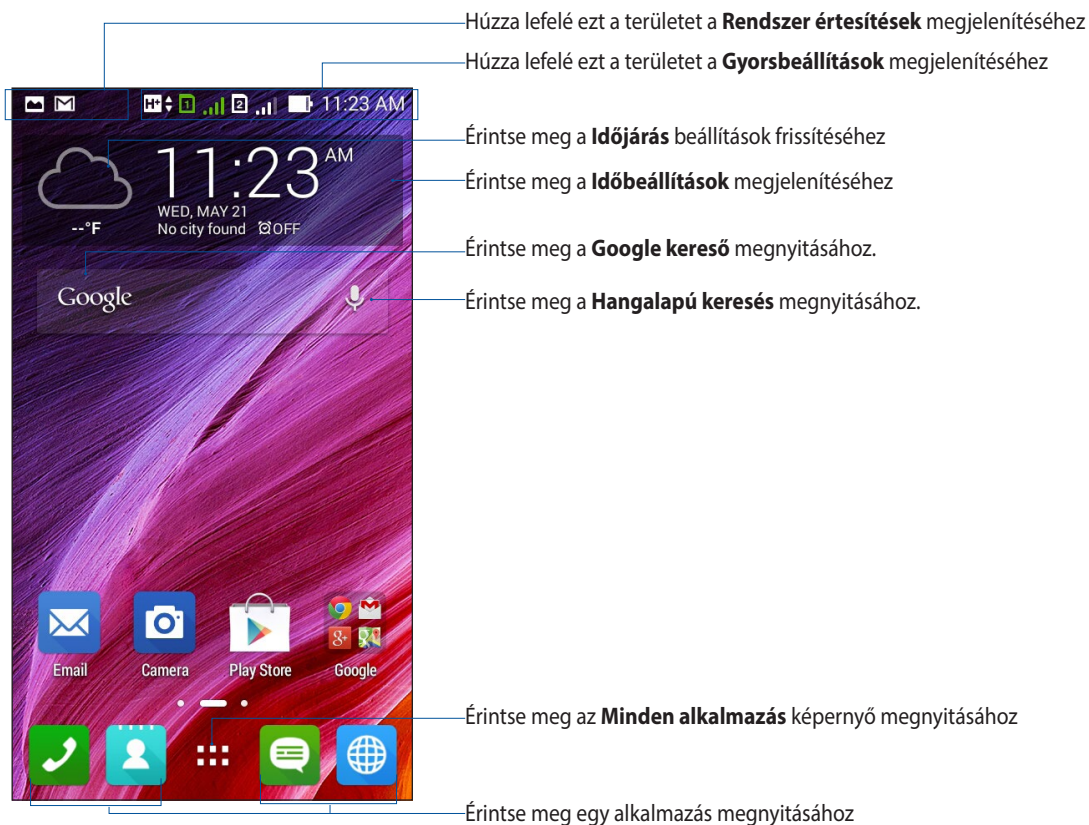 Húzza lefelé ezt a területet a Rendszer értesítések megjelenítéséhez
Húzza lefelé ezt a területet a Gyorsbeállítások megjelenítéséhez
H+ 1 2 11:23 AM
Érintse meg a Időjárás beállítások frissítéséhez
11:23 AM
Érintse meg a Időbeállítások megjelenítéséhez
WED, MAY 21
--°F No city found OFF
Érintse meg a Google kereső megnyitásához.
Google
Érintse meg a Hangalapú keresés megnyitásához.
8+
Email Camera Play Store Google
Érintse meg az Minden alkalmazás képernyő megnyitásához
Érintse meg egy alkalmazás megnyitásához